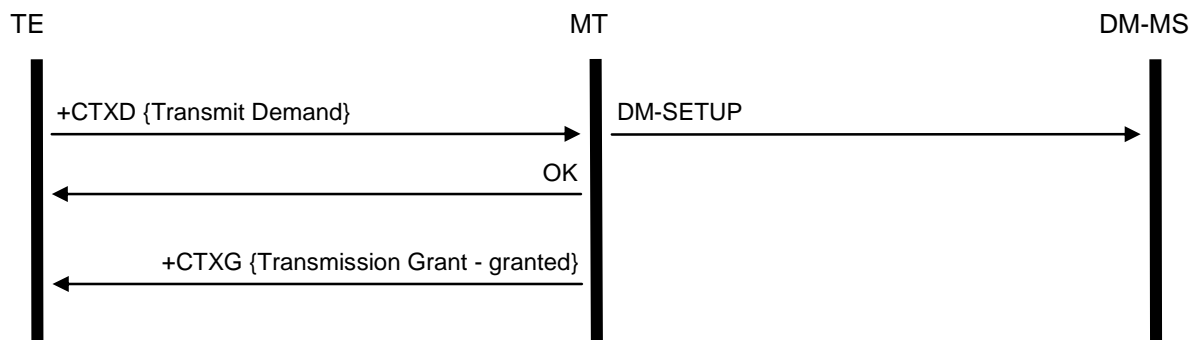 TE
MT
DM-MS
+CTXD {Transmit Demand}
DM-SETUP
OK
+CTXG {Transmission Grant - granted}